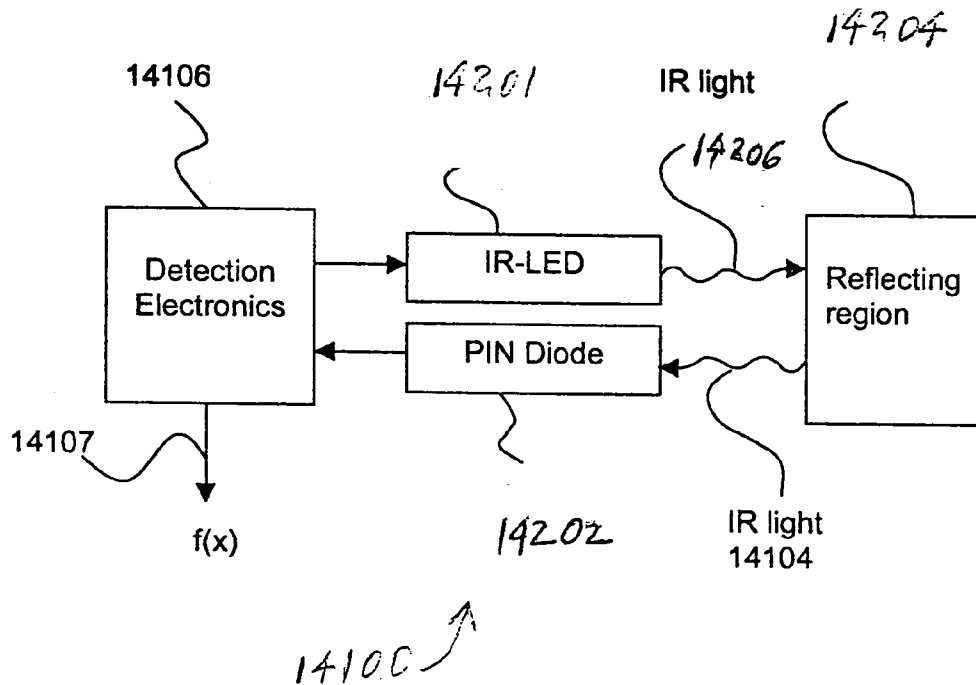 14204
14106
14201
IR light
14206
Detection
Electronics
IR-LED
Reflecting
region
PIN Diode
14107
f(x)
14202
IR light
14104
14100